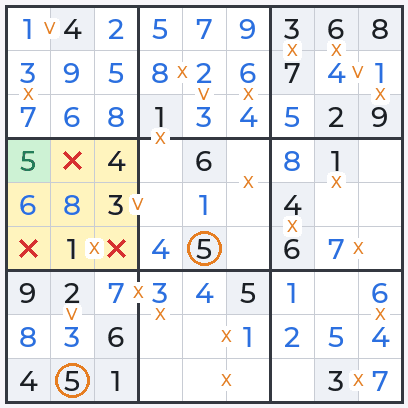 1 V 4 2 5 7 9 3 6 8
X X
3 9 5 8 X 2 6 7 4 V 1
X V X X
7 6 8 1 3 4 5 2 9
X
5 4 6 8 1
X X
6 8 3 V 1 4
X
1 X 4 5 6 7 X
9 2 7 X 3 4 5 1 6
V X X
8 3 6 X 1 2 5 4
4 5 1 X 3 X 7